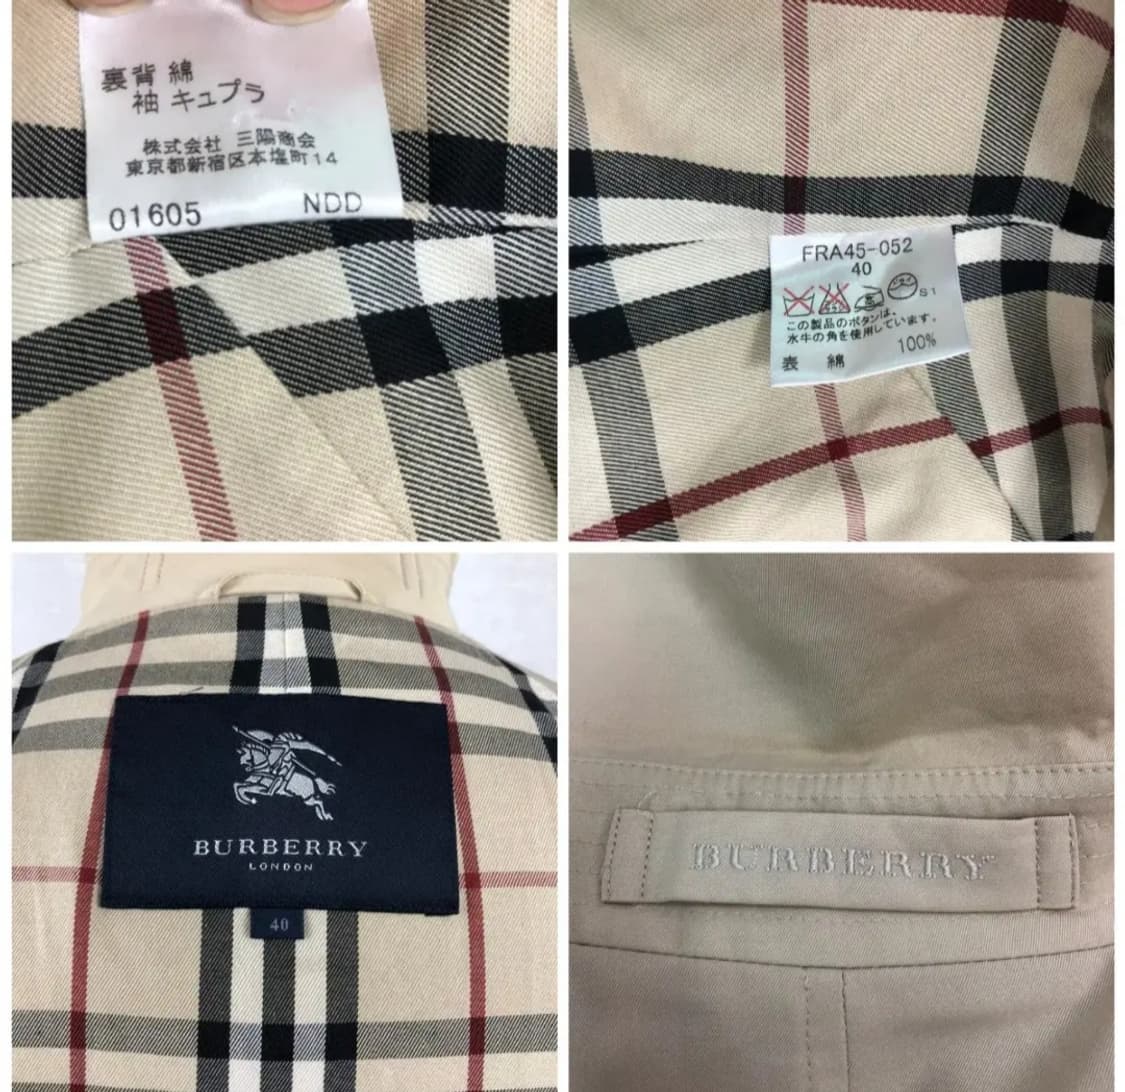 裏背 綿
袖 キュプラ
株式会社 三陽商会
東京都新宿区本塩町14
01605 NDD
FRA45-052
40
S1
この製品のボタンは、
水牛の角を使用しています。
表 綿 100%
BURBERRY
LONDON
40
BURBERRY